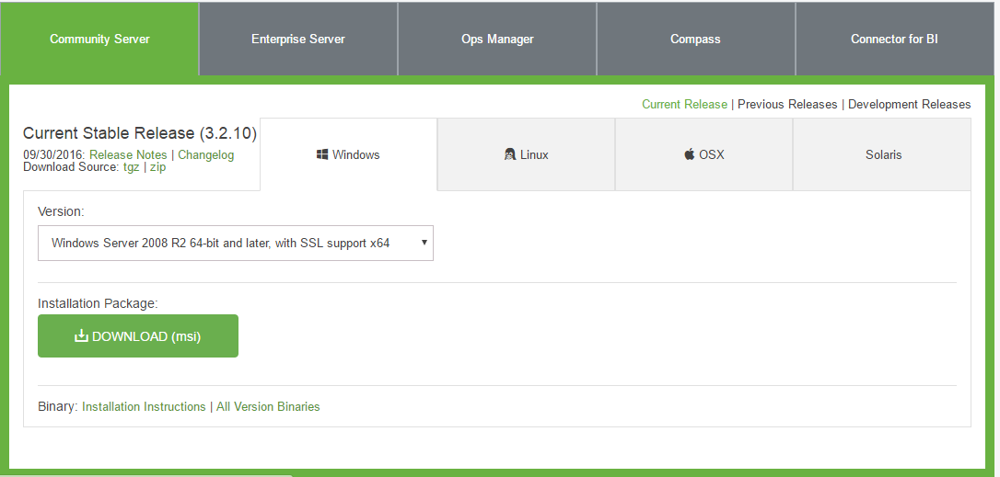 Community Server
Enterprise Server
Ops Manager
Compass
Connector for BI
Current Release | Previous Releases | Development Releases
Current Stable Release (3.2.10)
09/30/2016: Release Notes | Changelog
Download Source: tgz | zip
Windows
Linux
OSX
Solaris
Version:
Windows Server 2008 R2 64-bit and later, with SSL support x64
Installation Package:
DOWNLOAD (msi)
Binary: Installation Instructions | All Version Binaries